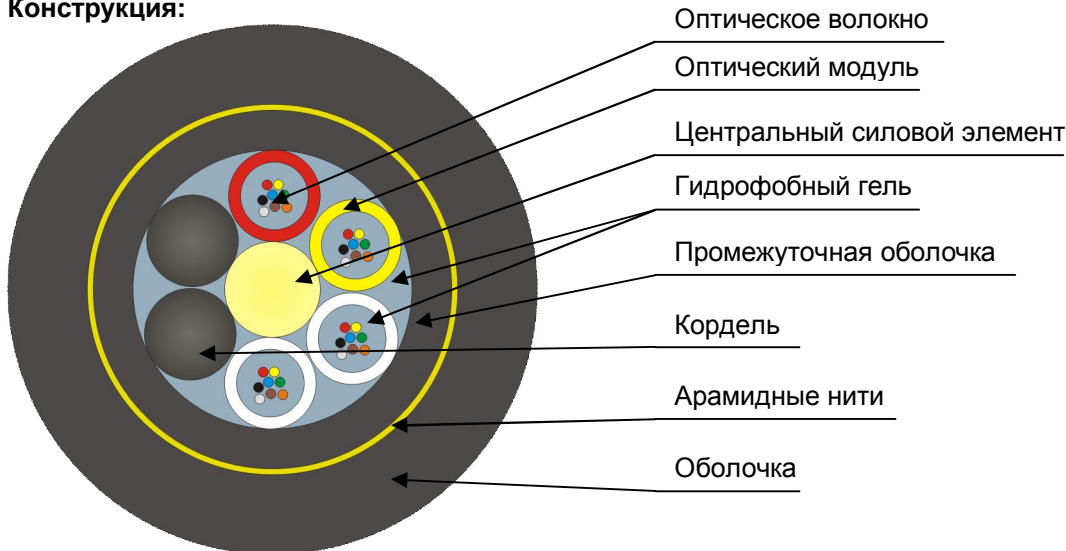 Конструкция:
Оптическое волокно
Оптический модуль
Центральный силовой элемент
Гидрофобный гель
Промежуточная оболочка
Кордель
Арамидные нити
Оболочка